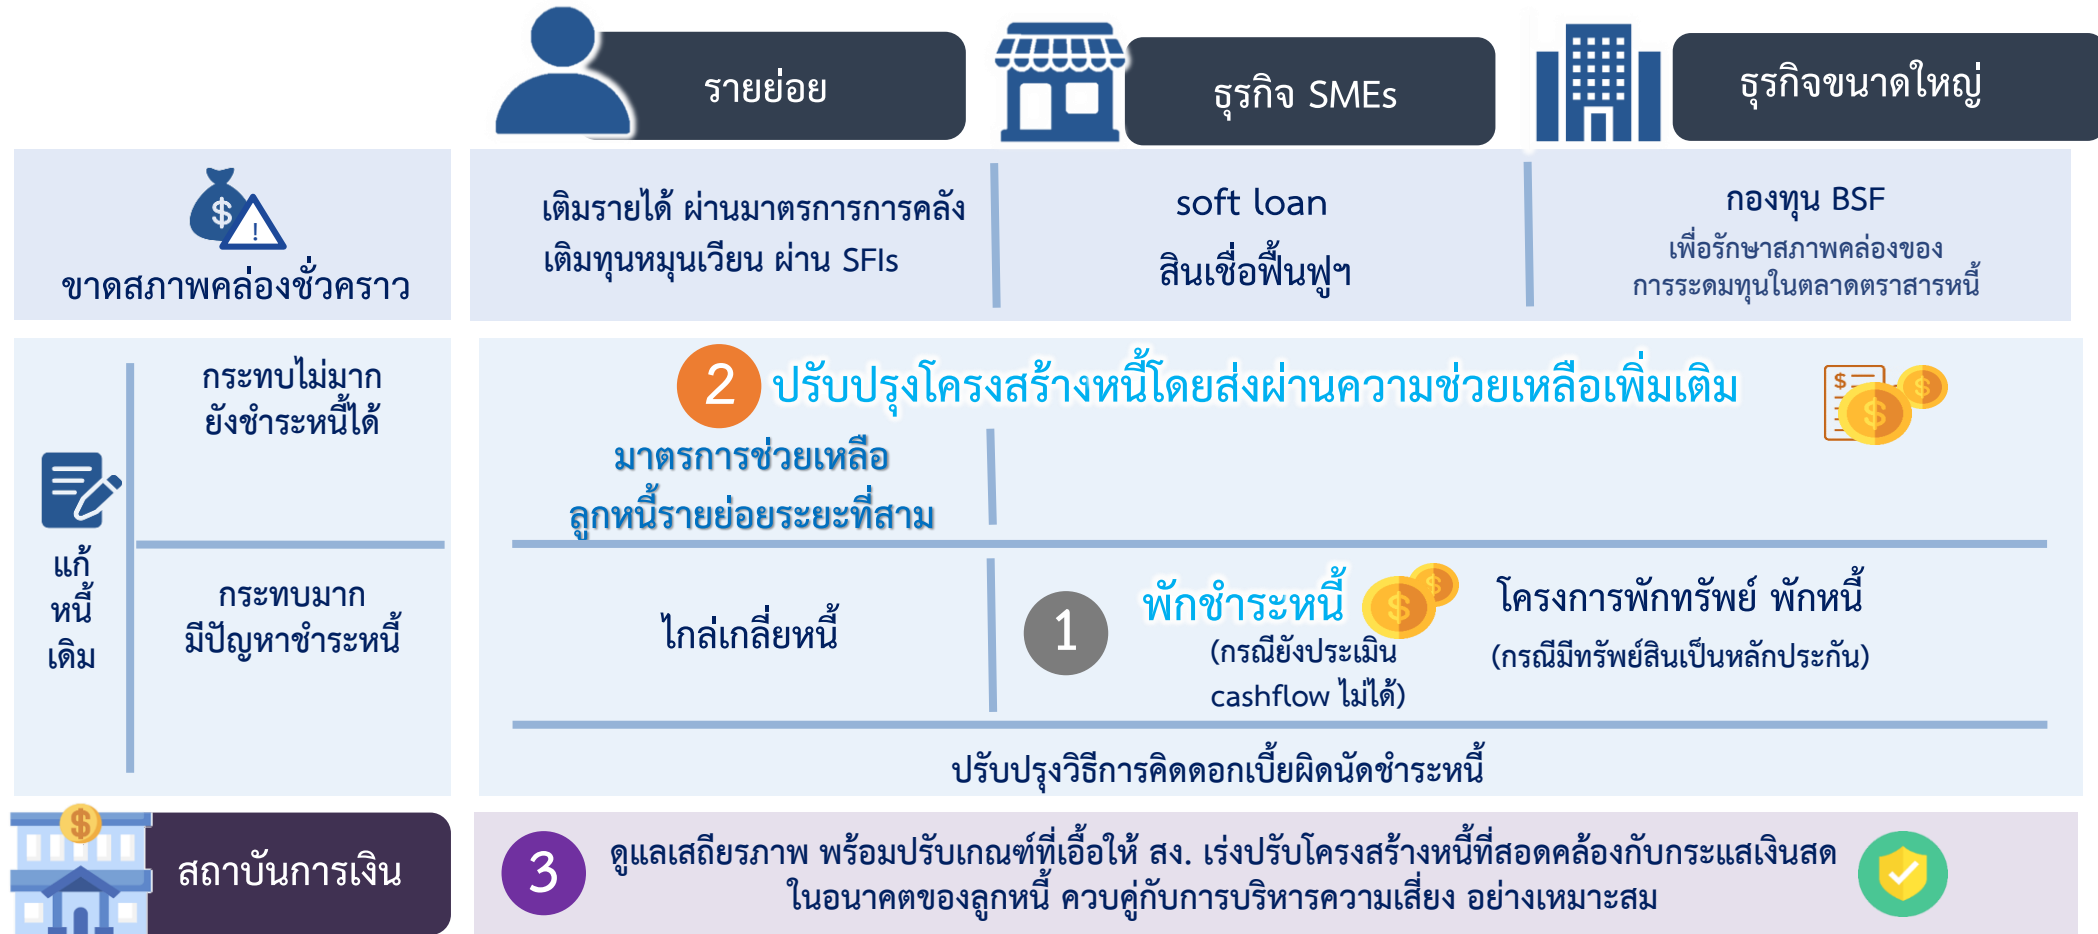 รายย่อย
ธุรกิจ SMEs
ธุรกิจขนาดใหญ่
$
!
ขาดสภาพคล่องชั่วคราว
เติมรายได้ ผ่านมาตรการการคลัง
เติมทุนหมุนเวียน ผ่าน SFIs
soft loan
สินเชื่อฟื้นฟูฯ
กองทุน BSF
เพื่อรักษาสภาพคล่องของ
การระดมทุนในตลาดตราสารหนี้
แก้
หนี้
เดิม
กระทบไม่มาก
ยังชำระหนี้ได้
2 ปรับปรุงโครงสร้างหนี้โดยส่งผ่านความช่วยเหลือเพิ่มเติม
$
$
$
มาตรการช่วยเหลือ
ลูกหนี้รายย่อยระยะที่สาม
กระทบมาก
มีปัญหาชำระหนี้
ไกล่เกลี่ยหนี้
1
พักชำระหนี้
$
$
(กรณียังประเมิน
cashflow ไม่ได้)
โครงการพักทรัพย์ พักหนี้
(กรณีมีทรัพย์สินเป็นหลักประกัน)
ปรับปรุงวิธีการคิดดอกเบี้ยผิดนัดชำระหนี้
$
สถาบันการเงิน
3
ดูแลเสถียรภาพ พร้อมปรับเกณฑ์ที่เอื้อให้ สง. เร่งปรับโครงสร้างหนี้ที่สอดคล้องกับกระแสเงินสด
ในอนาคตของลูกหนี้ ควบคู่กับการบริหารความเสี่ยง อย่างเหมาะสม